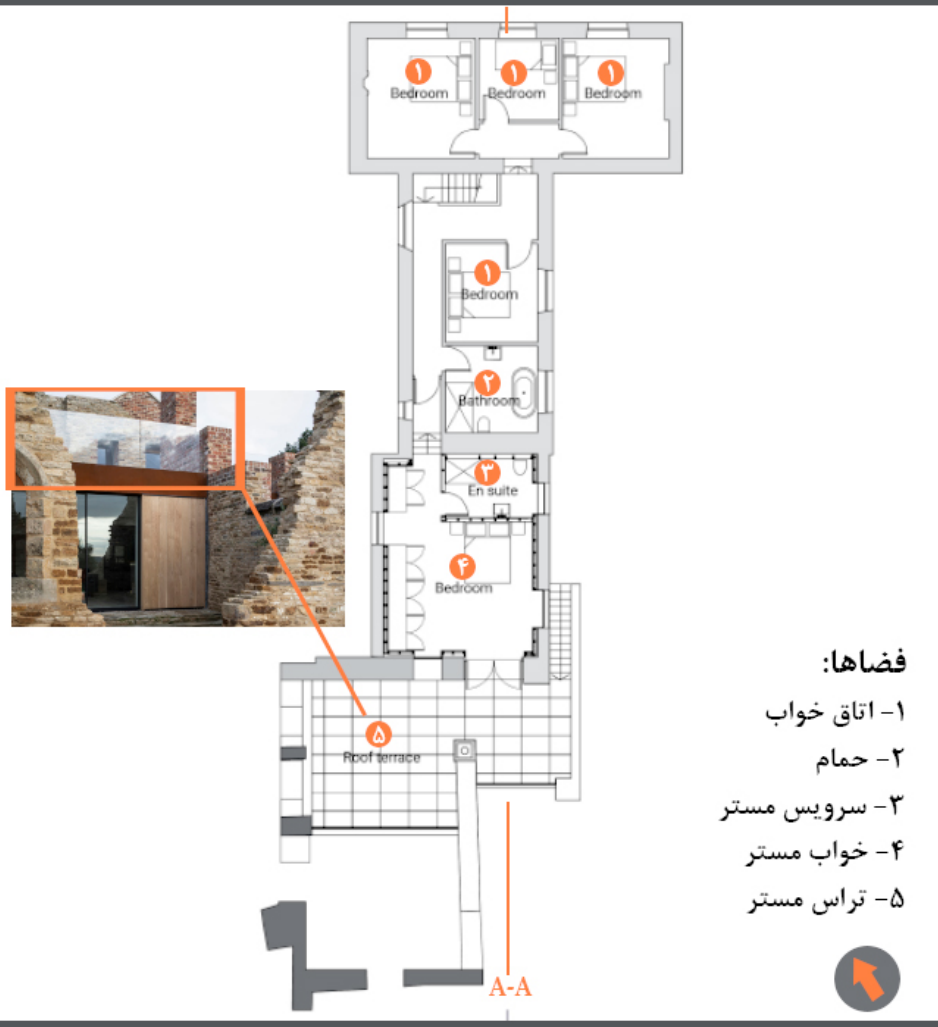 ۱
Bedroom
۱
Bedroom
۱
Bedroom
۱
Bedroom
۲
Bathroom
۳
En suite
۴
Bedroom
۵
Roof terrace
فضاها:
۱- اتاق خواب
۲- حمام
۳- سرویس مستر
۴- خواب مستر
۵- تراس مستر
A-A